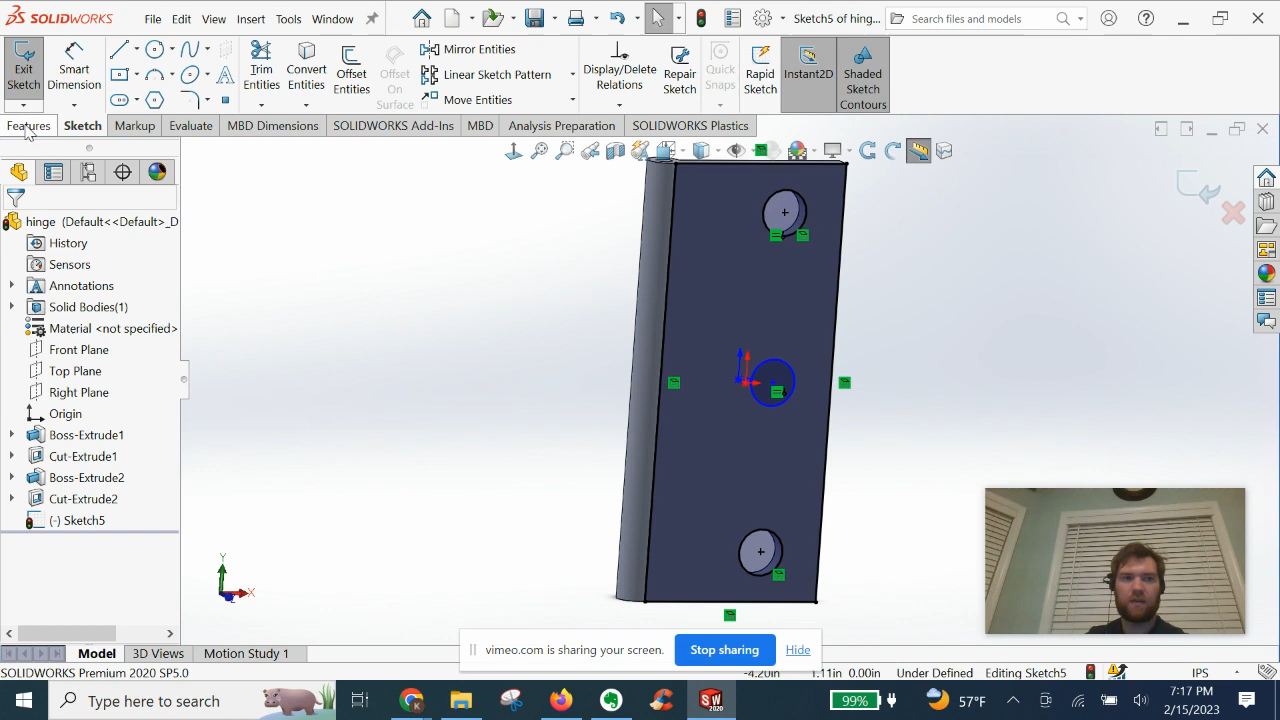 SOLIDWORKS File Edit View Insert Tools Window Sketch5 of hing... Search files and models
Exit Sketch
Smart Dimension
Trim Entities
Convert Entities
Offset Entities
Offset On Surface
Mirror Entities
Linear Sketch Pattern
Move Entities
Display/Delete Relations
Repair Sketch
Quick Snaps
Rapid Sketch
Instant2D
Shaded Sketch Contours
Features Sketch Markup Evaluate MBD Dimensions SOLIDWORKS Add-Ins MBD Analysis Preparation SOLIDWORKS Plastics
hinge (Default<<Default>_D
History
Sensors
Annotations
Solid Bodies(1)
Material <not specified>
Front Plane
Top Plane
Right Plane
Origin
Boss-Extrude1
Cut-Extrude1
Boss-Extrude2
Cut-Extrude2
(-) Sketch5
Y
X
Z
vimeo.com is sharing your screen. Stop sharing Hide
Model 3D Views Motion Study 1
SOLIDWORKS Premium 2020 SP5.0 -4.20in 1.11in 0.00in Under Defined Editing Sketch5 IPS
Type here to search
SW
2020
99%
57°F
7:17 PM
2/15/2023